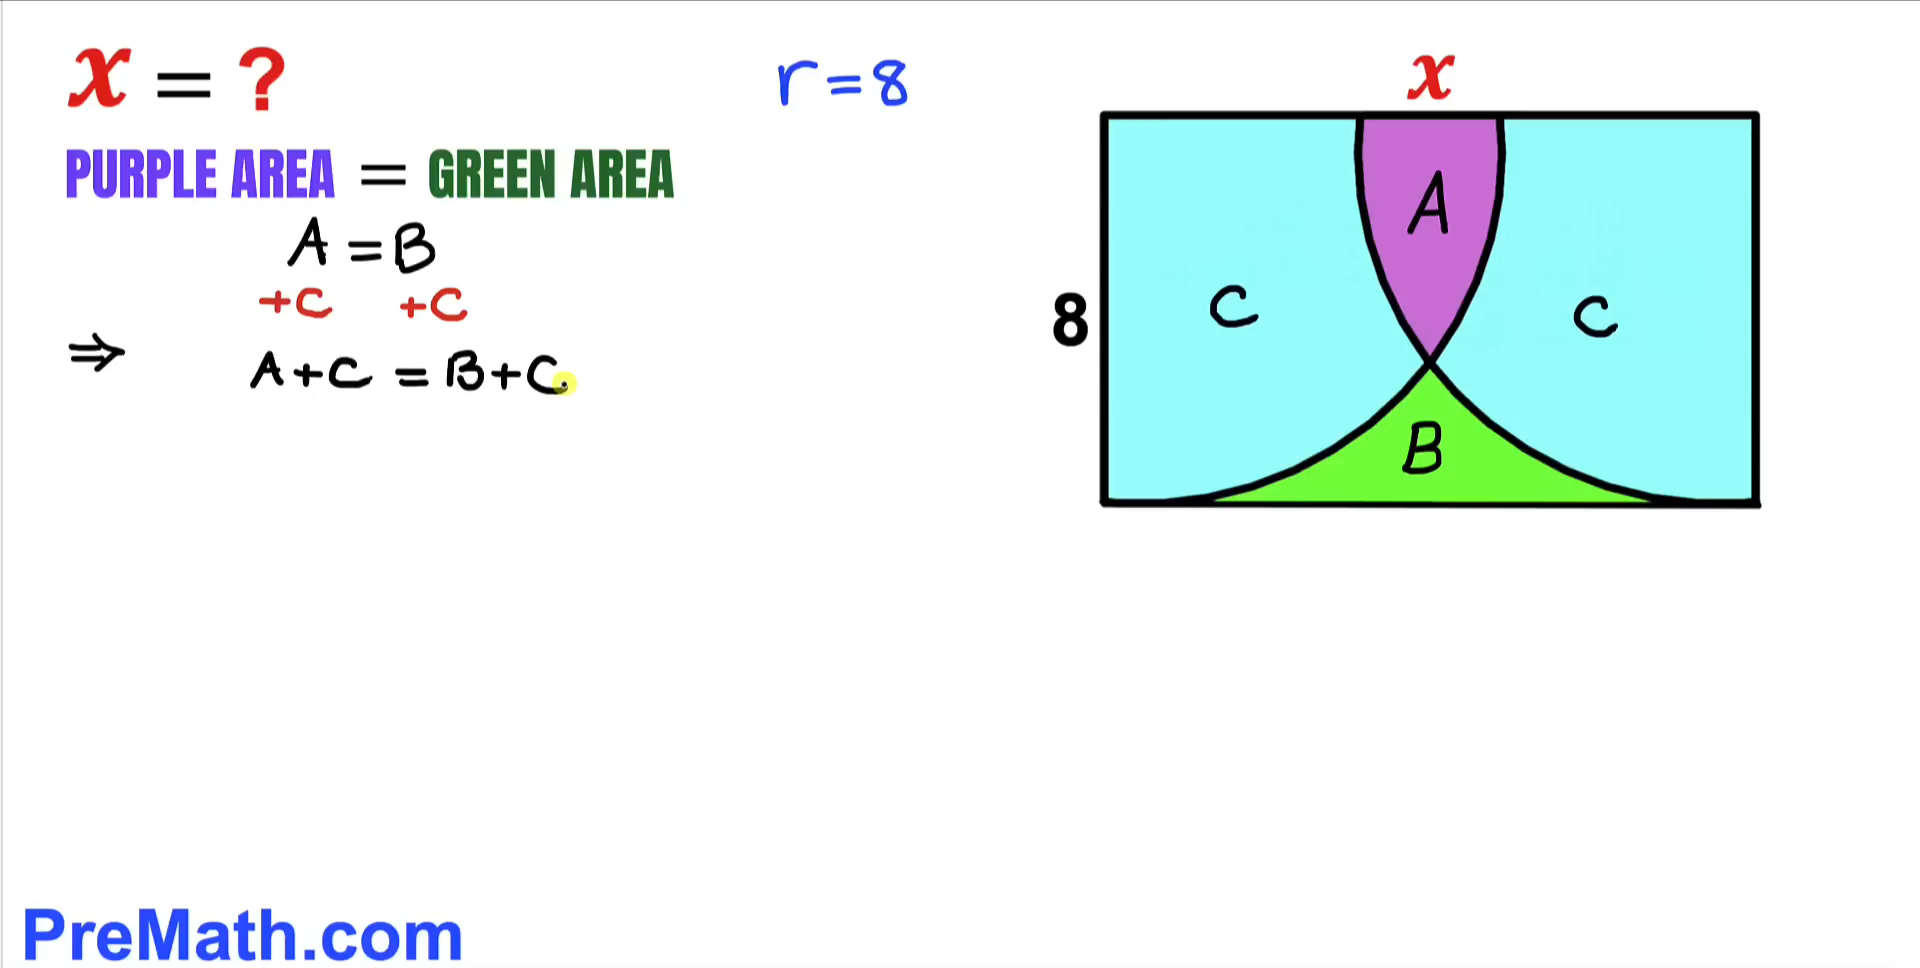 x = ?
r = 8
PURPLE AREA = GREEN AREA
A = B
+C +C
⇒ A + C = B + C
x
8
A
C
C
B
PreMath.com